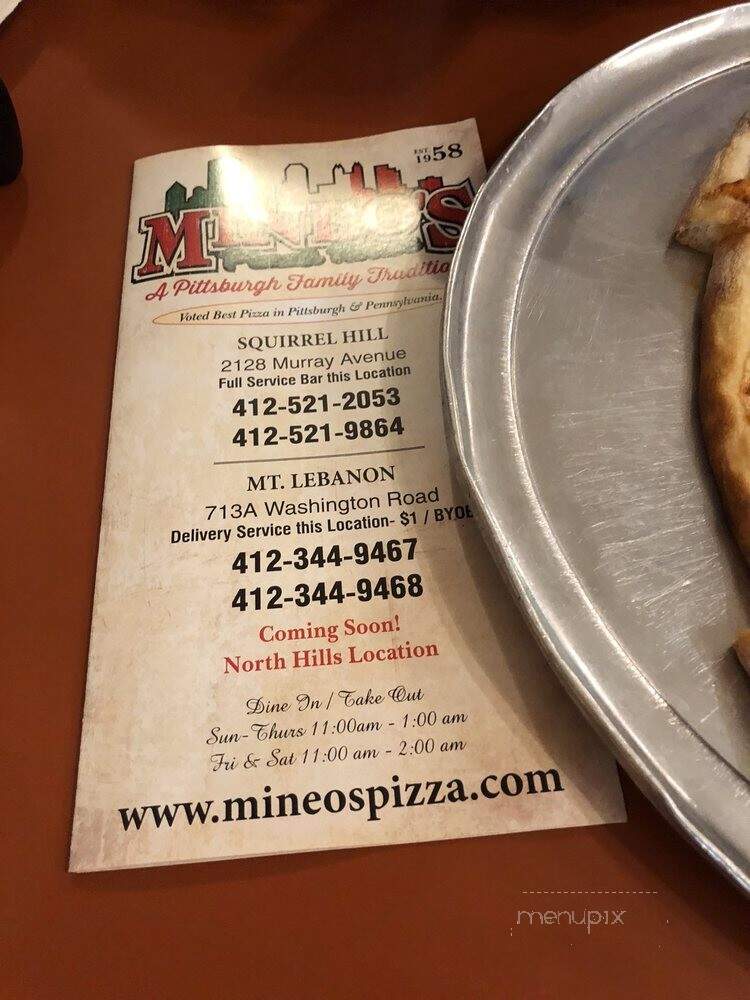 EST. 1958
MINEO'S
A Pittsburgh Family Tradition
Voted Best Pizza in Pittsburgh & Pennsylvania.
SQUIRREL HILL
2128 Murray Avenue
Full Service Bar this Location
412-521-2053
412-521-9864
MT. LEBANON
713A Washington Road
Delivery Service this Location- $1 / BYOB
412-344-9467
412-344-9468
Coming Soon!
North Hills Location
Dine In / Take Out
Sun-Thurs 11:00am - 1:00 am
Fri & Sat 11:00 am - 2:00 am
www.mineospizza.com
menupix